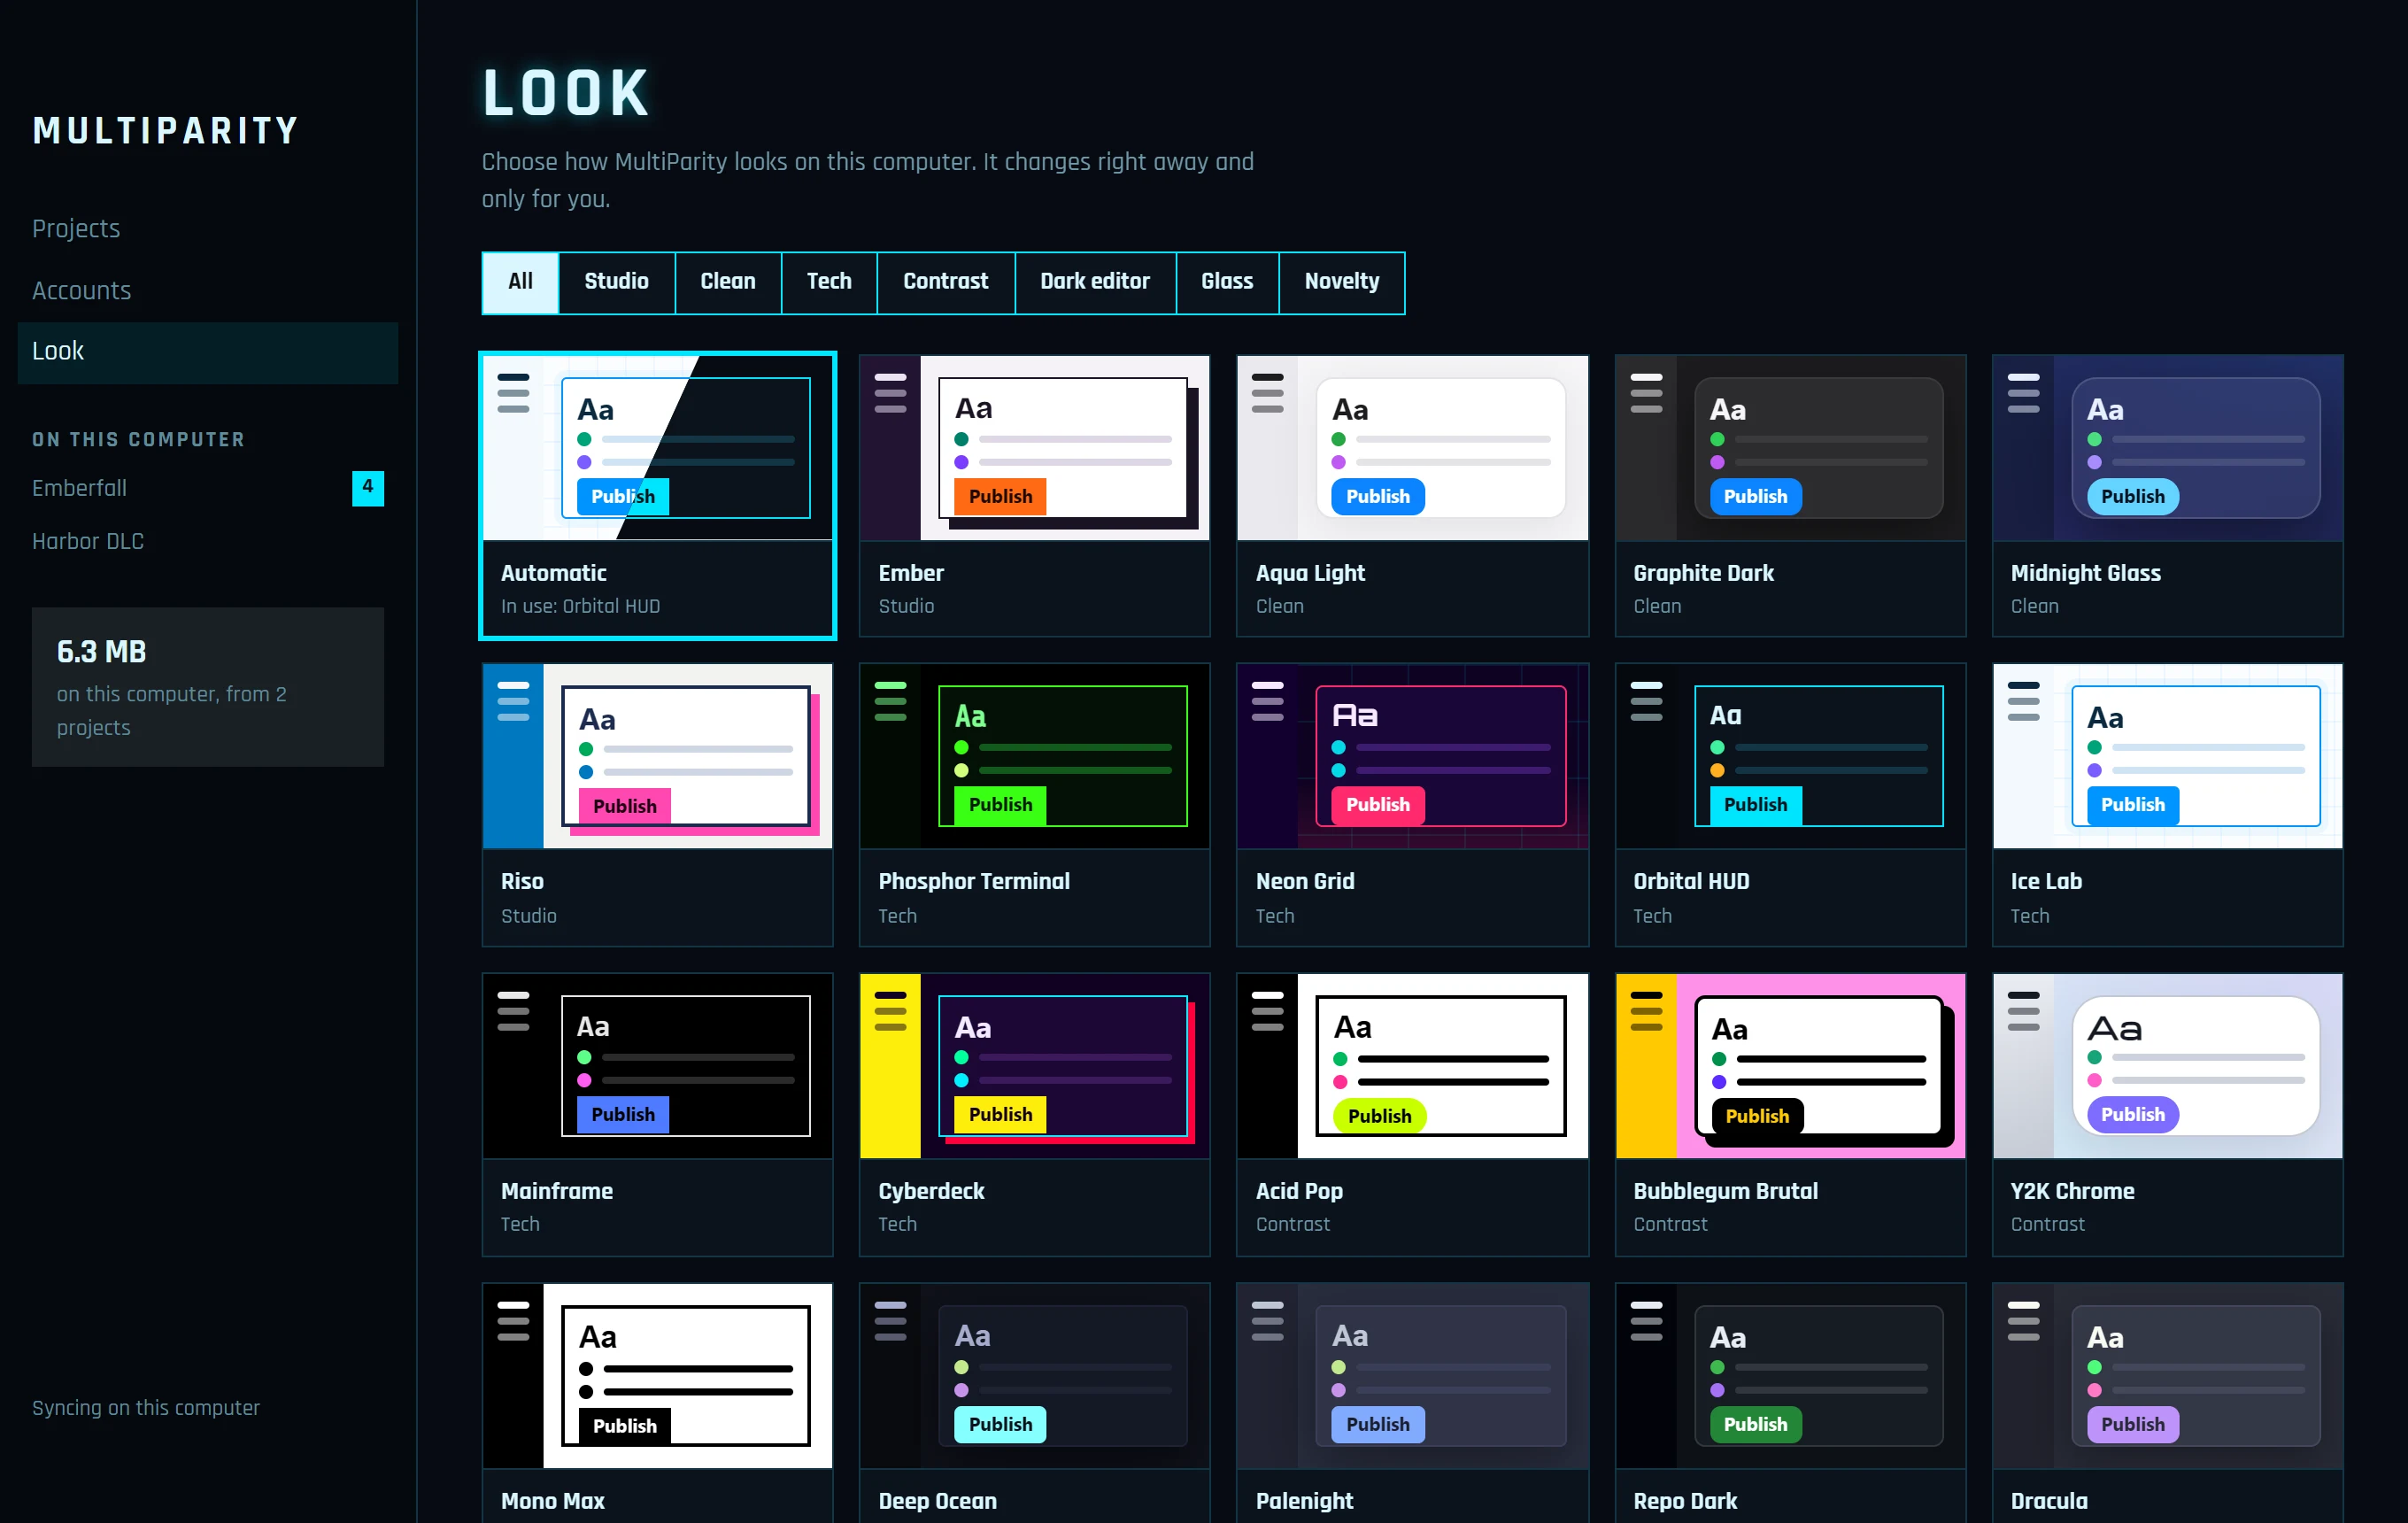 MULTIPARITY
Projects
Accounts
Look
ON THIS COMPUTER
Emberfall 4
Harbor DLC
6.3 MB
on this computer, from 2
projects
Syncing on this computer
LOOK
Choose how MultiParity looks on this computer. It changes right away and
only for you.
All Studio Clean Tech Contrast Dark editor Glass Novelty
Aa Aa Aa Aa Aa
Publish Publish Publish Publish Publish
Automatic Ember Aqua Light Graphite Dark Midnight Glass
In use: Orbital HUD Studio Clean Clean Clean
Aa Aa Aa Aa Aa
Publish Publish Publish Publish Publish
Riso Phosphor Terminal Neon Grid Orbital HUD Ice Lab
Studio Tech Tech Tech Tech
Aa Aa Aa Aa Aa
Publish Publish Publish Publish Publish
Mainframe Cyberdeck Acid Pop Bubblegum Brutal Y2K Chrome
Tech Tech Contrast Contrast Contrast
Aa Aa Aa Aa Aa
Publish Publish Publish Publish Publish
Mono Max Deep Ocean Palenight Repo Dark Dracula